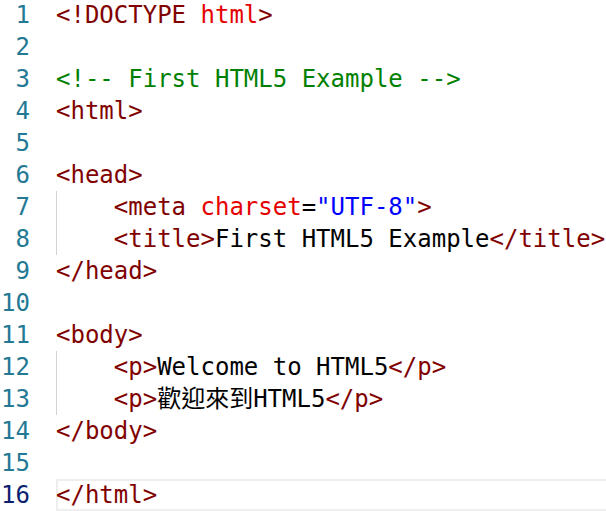 1 <!DOCTYPE html>
2
3 <!-- First HTML5 Example -->
4 <html>
5
6 <head>
7     <meta charset="UTF-8">
8     <title>First HTML5 Example</title>
9 </head>
10
11 <body>
12     <p>Welcome to HTML5</p>
13     <p>歡迎來到HTML5</p>
14 </body>
15
16 </html>